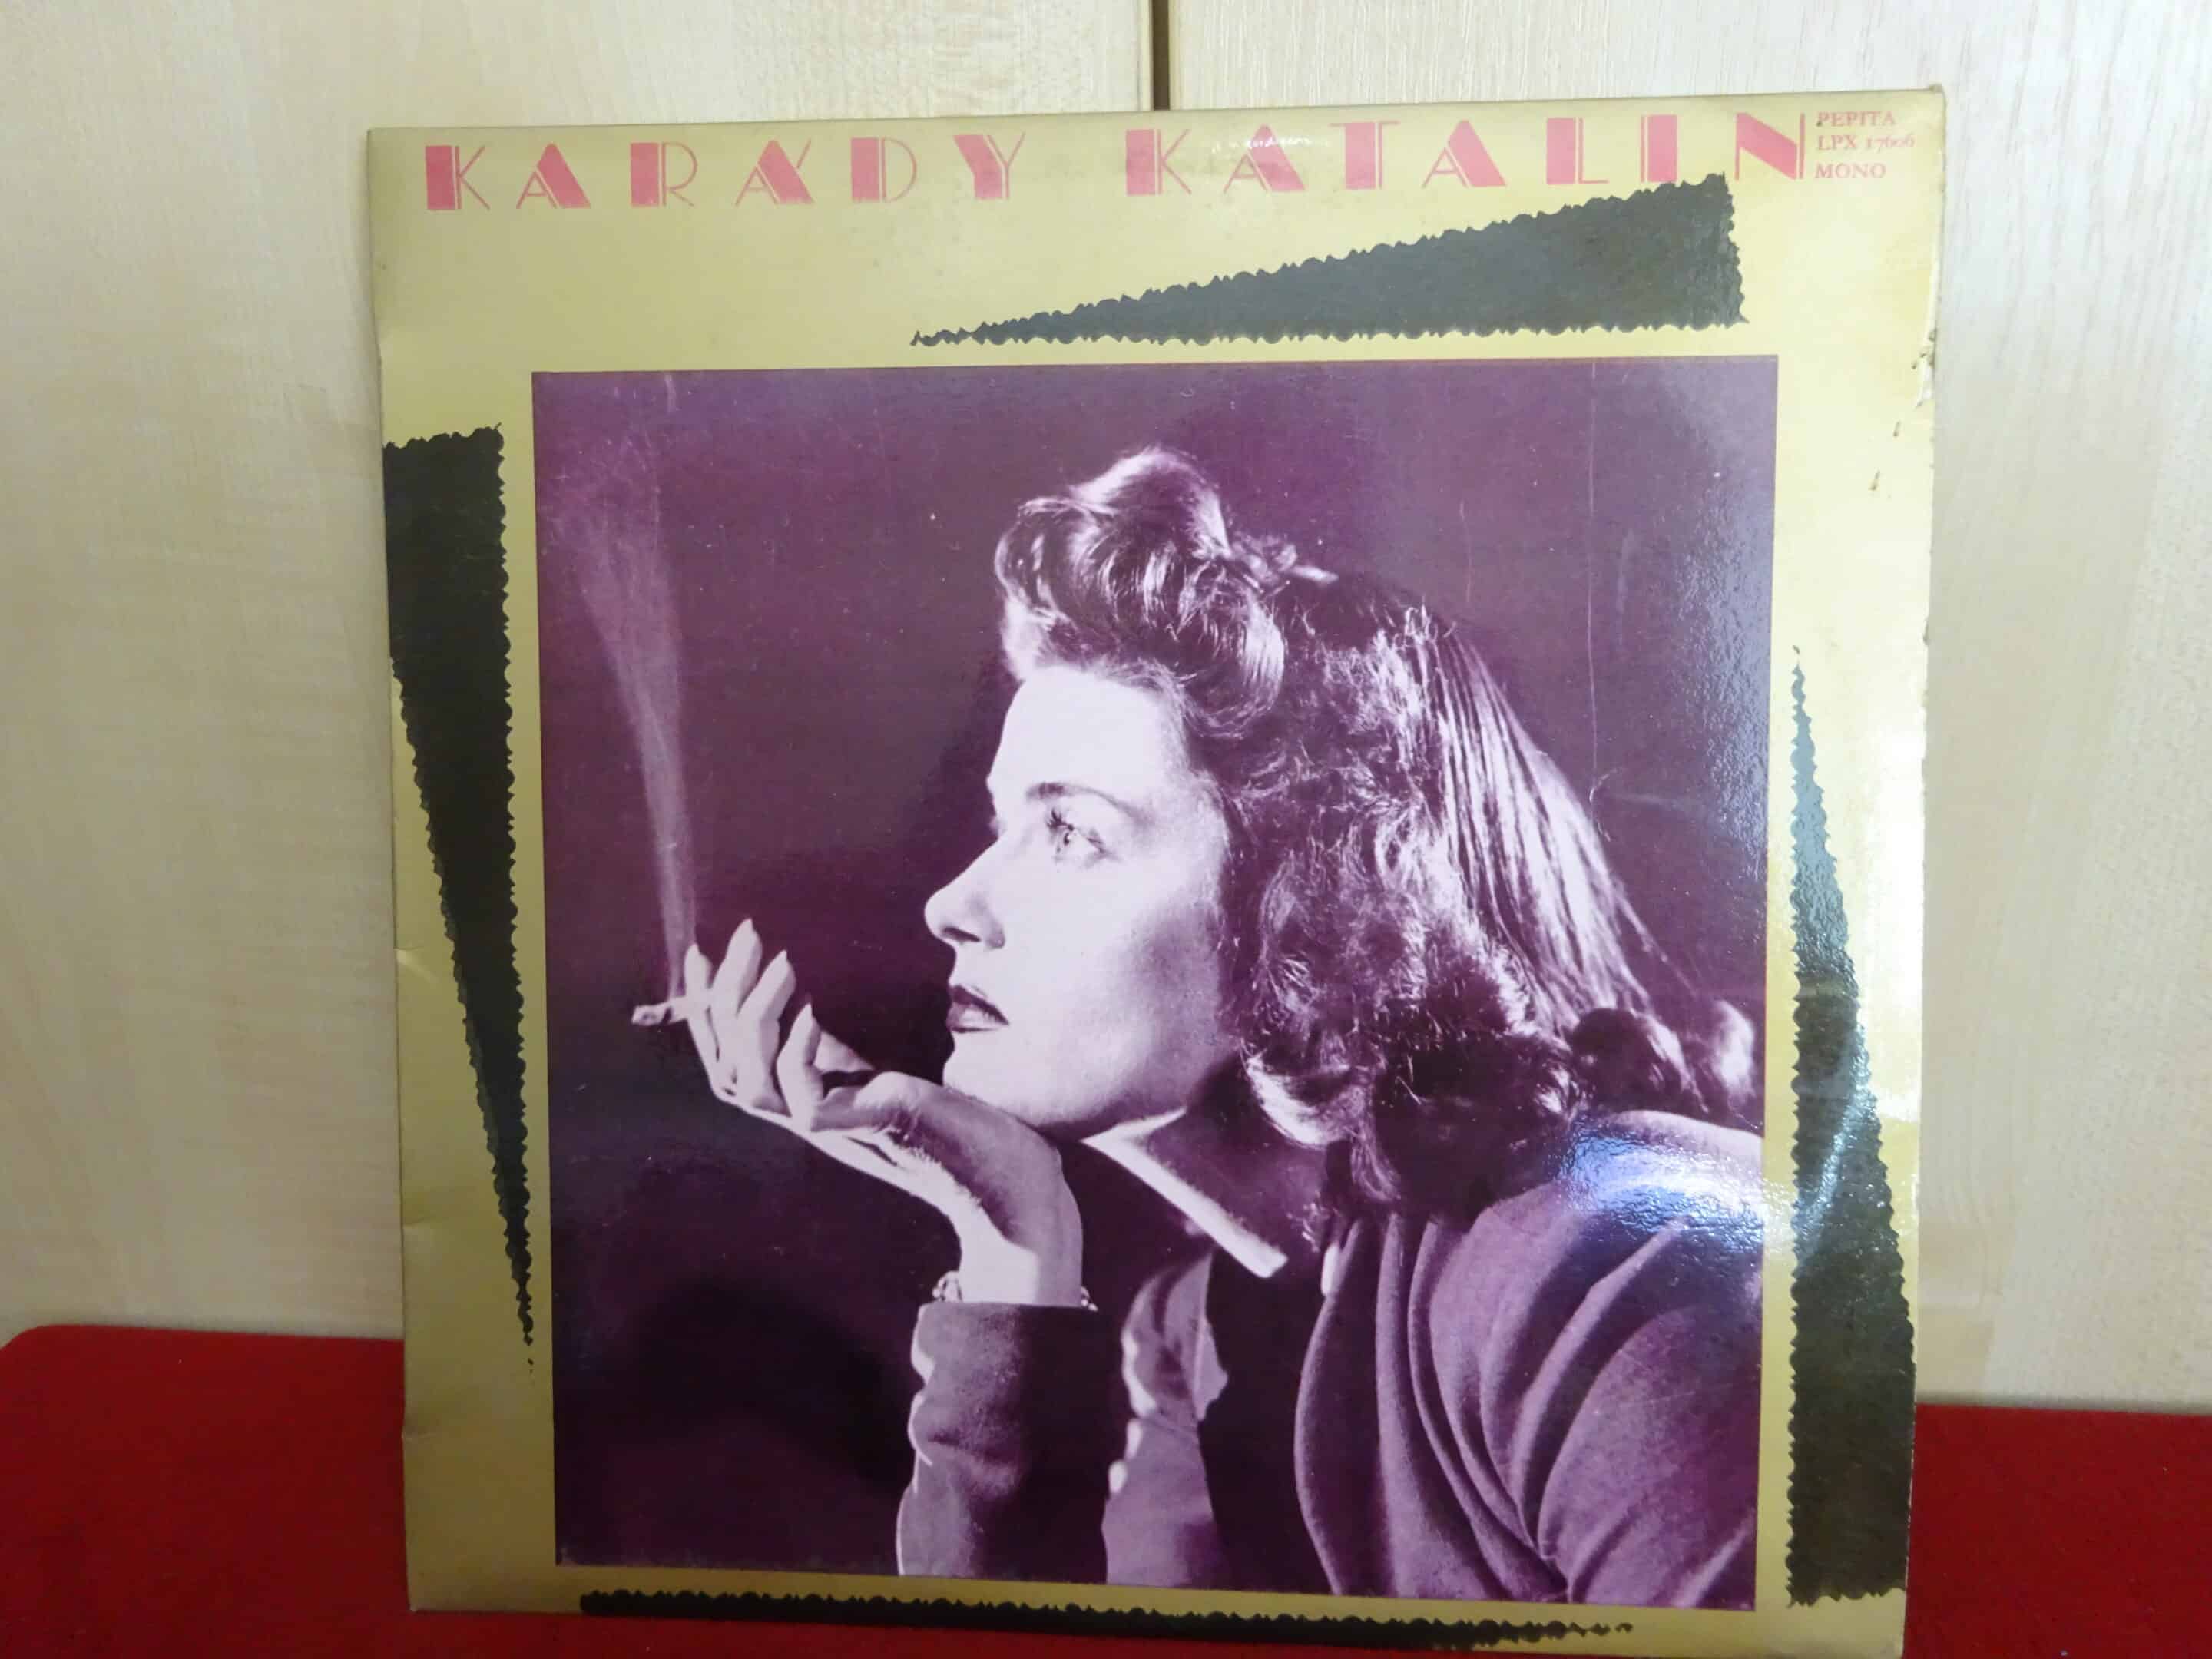 KARÁDY KATALIN
PEPITA
LPX 17606
MONO